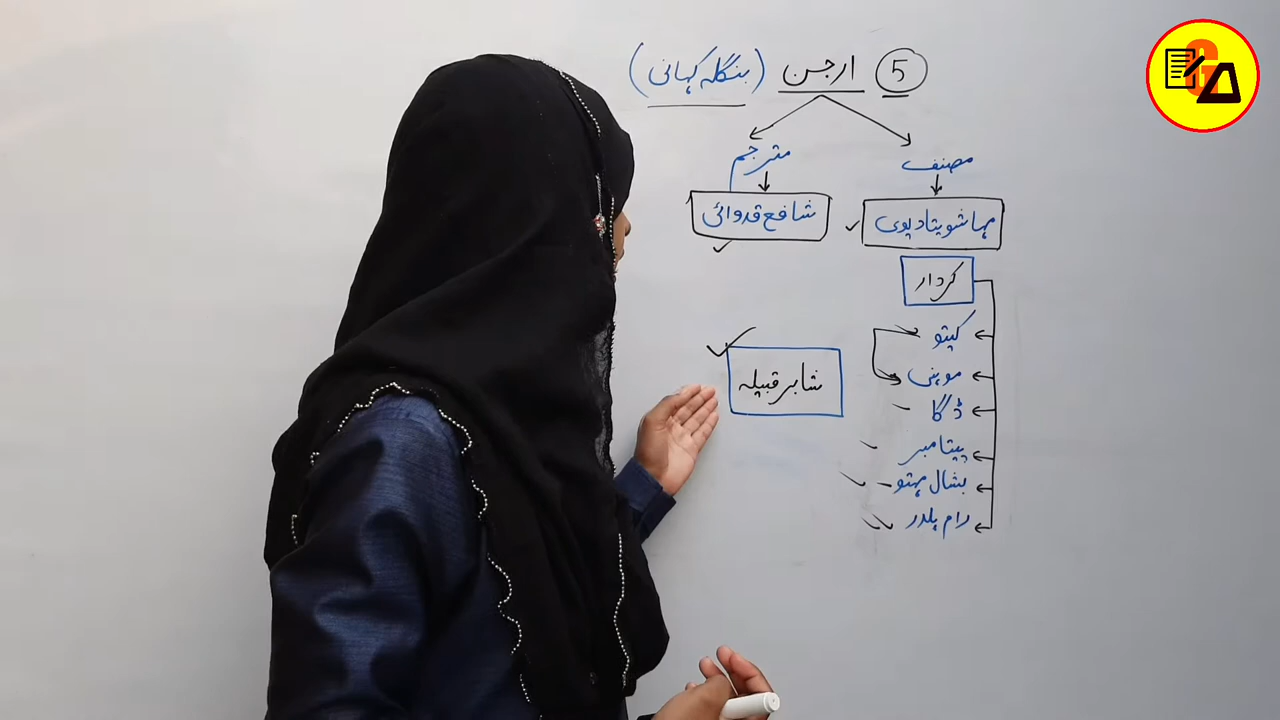 5 ارجن (بنگلہ کہانی)
مصنف مترجم
مہاشویتا دیوی شافع قدوائی
کردار
کیتو
موہنی
ڈگا
پیتامبر
بشال مہتو
رام ہلدر
شابر قبیلہ